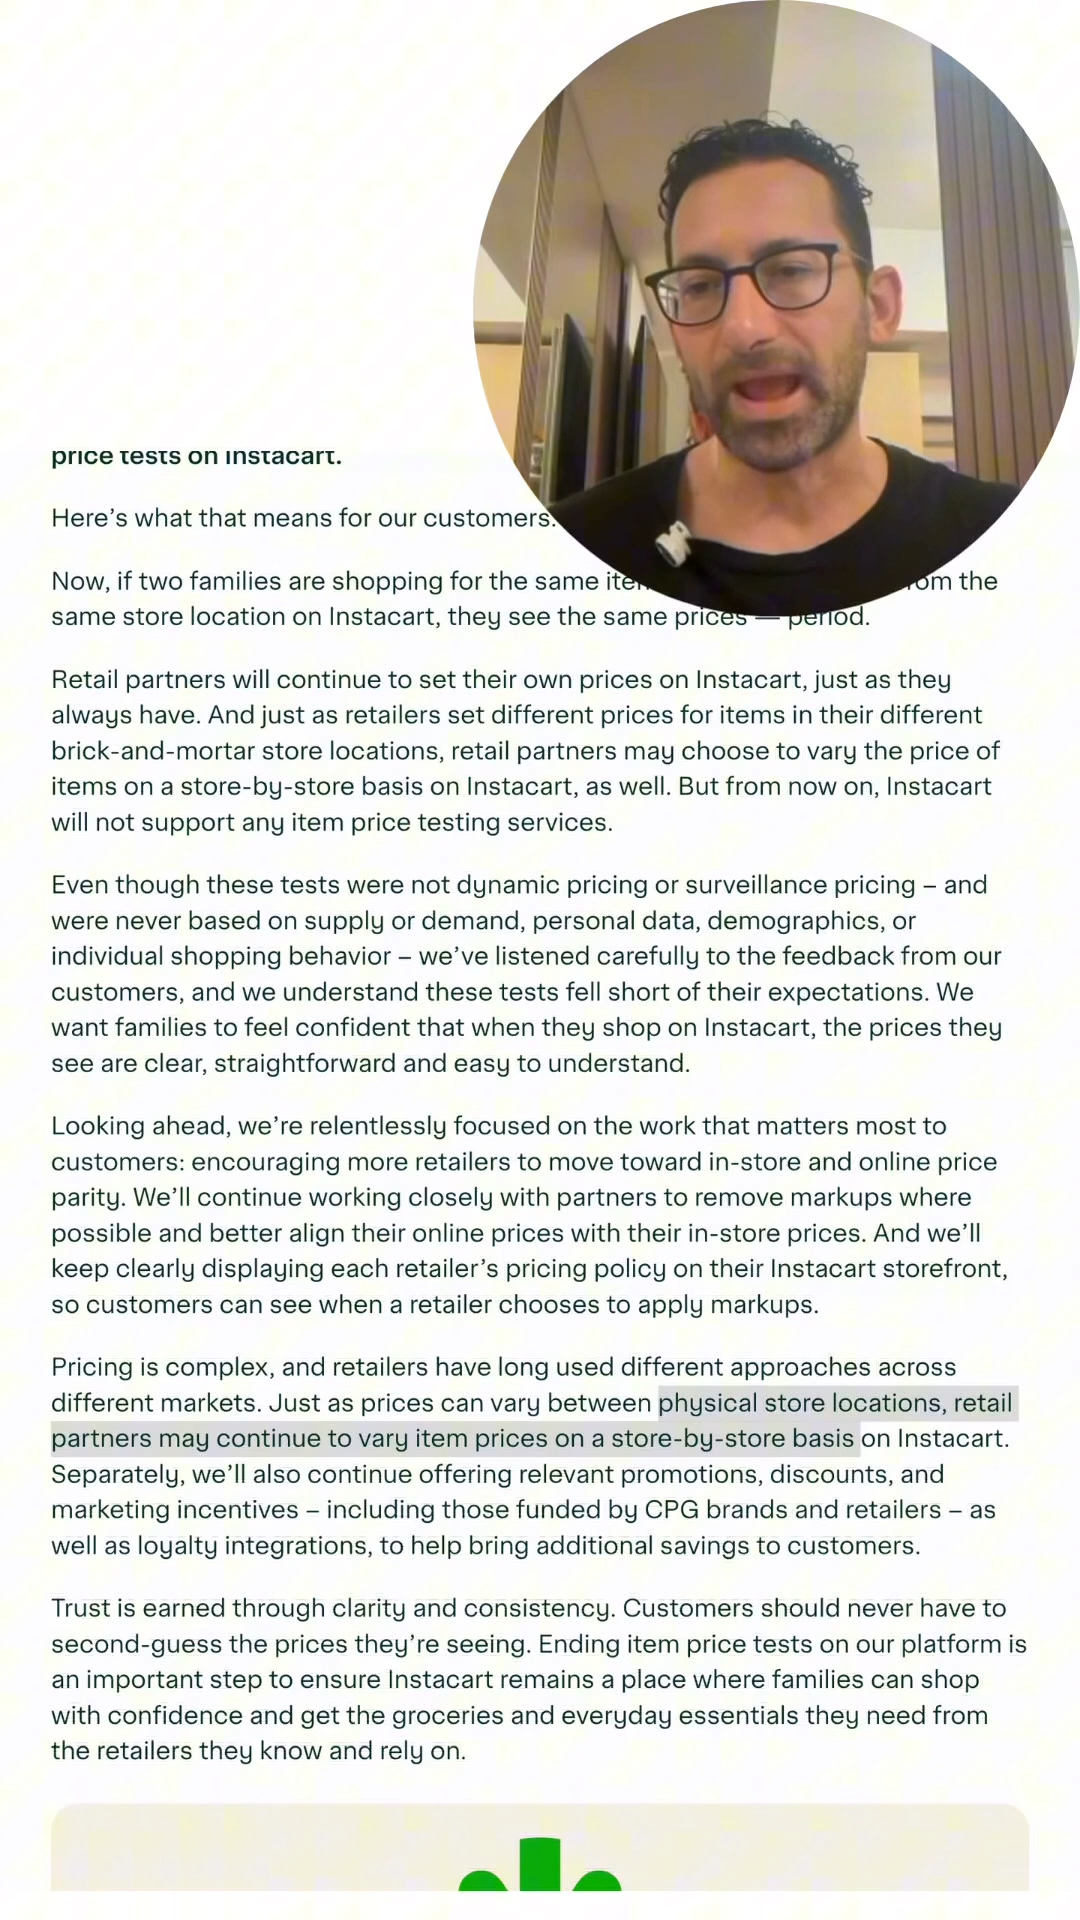 price tests on Instacart.
Here's what that means for our customers.
Now, if two families are shopping for the same from the
same store location on Instacart, they see the same prices — period.
Retail partners will continue to set their own prices on Instacart, just as they
always have. And just as retailers set different prices for items in their different
brick-and-mortar store locations, retail partners may choose to vary the price of
items on a store-by-store basis on Instacart, as well. But from now on, Instacart
will not support any item price testing services.
Even though these tests were not dynamic pricing or surveillance pricing – and
were never based on supply or demand, personal data, demographics, or
individual shopping behavior – we've listened carefully to the feedback from our
customers, and we understand these tests fell short of their expectations. We
want families to feel confident that when they shop on Instacart, the prices they
see are clear, straightforward and easy to understand.
Looking ahead, we're relentlessly focused on the work that matters most to
customers: encouraging more retailers to move toward in-store and online price
parity. We'll continue working closely with partners to remove markups where
possible and better align their online prices with their in-store prices. And we'll
keep clearly displaying each retailer's pricing policy on their Instacart storefront,
so customers can see when a retailer chooses to apply markups.
Pricing is complex, and retailers have long used different approaches across
different markets. Just as prices can vary between physical store locations, retail
partners may continue to vary item prices on a store-by-store basis on Instacart.
Separately, we'll also continue offering relevant promotions, discounts, and
marketing incentives – including those funded by CPG brands and retailers – as
well as loyalty integrations, to help bring additional savings to customers.
Trust is earned through clarity and consistency. Customers should never have to
second-guess the prices they're seeing. Ending item price tests on our platform is
an important step to ensure Instacart remains a place where families can shop
with confidence and get the groceries and everyday essentials they need from
the retailers they know and rely on.